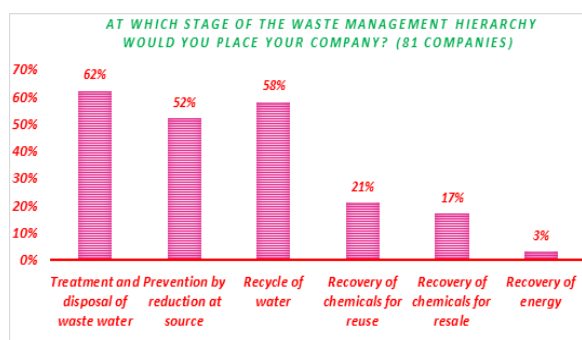 AT WHICH STAGE OF THE WASTE MANAGEMENT HIERARCHY
WOULD YOU PLACE YOUR COMPANY? (81 COMPANIES)
70%
60%
50%
40%
30%
20%
10%
0%
62%
52%
58%
21%
17%
3%
Treatment and
disposal of
waste water
Prevention by
reduction at
source
Recycle of
water
Recovery of
chemicals for
reuse
Recovery of
chemicals for
resale
Recovery of
energy